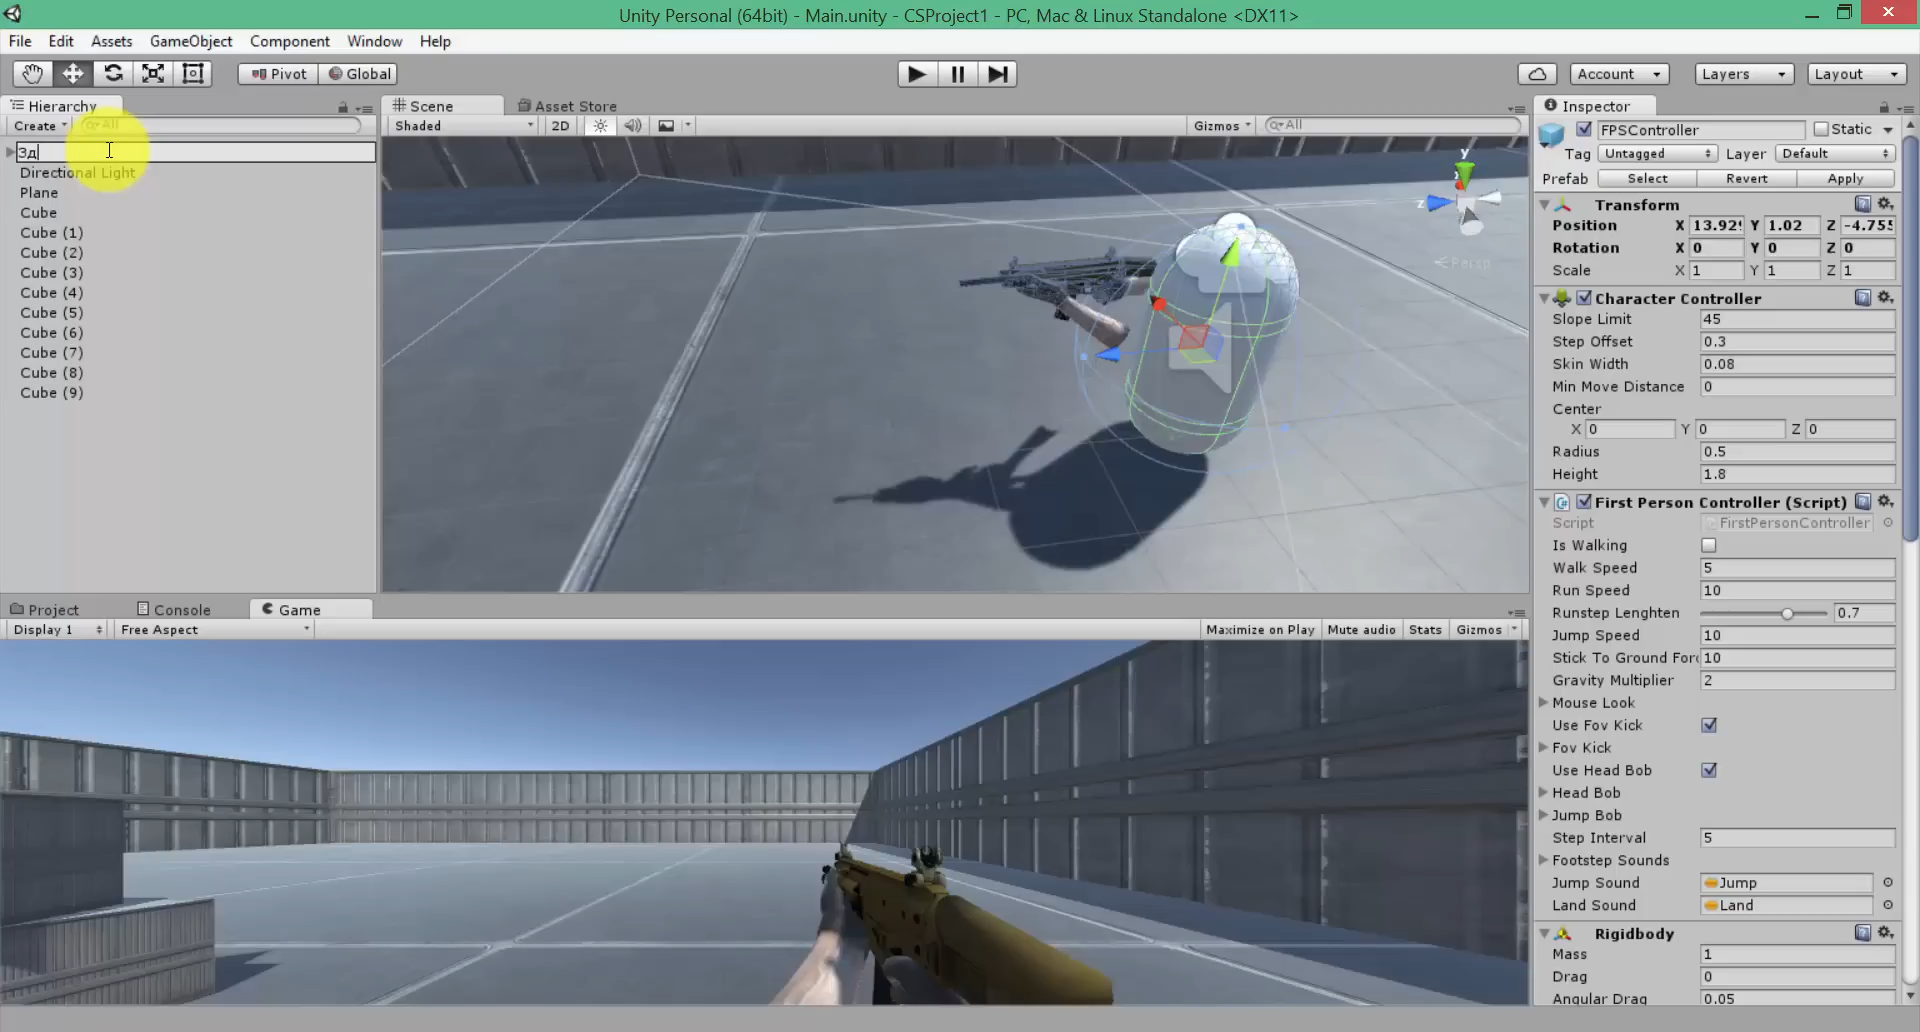 Unity Personal (64bit) - Main.unity - CSProject1 - PC, Mac & Linux Standalone <DX11>
File Edit Assets GameObject Component Window Help
Pivot Global Account Layers Layout
Hierarchy
Create All
Зд
Directional Light
Plane
Cube
Cube (1)
Cube (2)
Cube (3)
Cube (4)
Cube (5)
Cube (6)
Cube (7)
Cube (8)
Cube (9)
Scene Asset Store
Shaded 2D Gizmos All
y
z
Persp
Project Console Game
Display 1 Free Aspect Maximize on Play Mute audio Stats Gizmos
Inspector
FPSController Static
Tag Untagged Layer Default
Prefab Select Revert Apply
Transform
Position X 13.929 Y 1.02 Z -4.755
Rotation X 0 Y 0 Z 0
Scale X 1 Y 1 Z 1
Character Controller
Slope Limit 45
Step Offset 0.3
Skin Width 0.08
Min Move Distance 0
Center
X 0 Y 0 Z 0
Radius 0.5
Height 1.8
First Person Controller (Script)
Script FirstPersonController
Is Walking
Walk Speed 5
Run Speed 10
Runstep Lenghten 0.7
Jump Speed 10
Stick To Ground Forc 10
Gravity Multiplier 2
Mouse Look
Use Fov Kick
Fov Kick
Use Head Bob
Head Bob
Jump Bob
Step Interval 5
Footstep Sounds
Jump Sound Jump
Land Sound Land
Rigidbody
Mass 1
Drag 0
Angular Drag 0.05